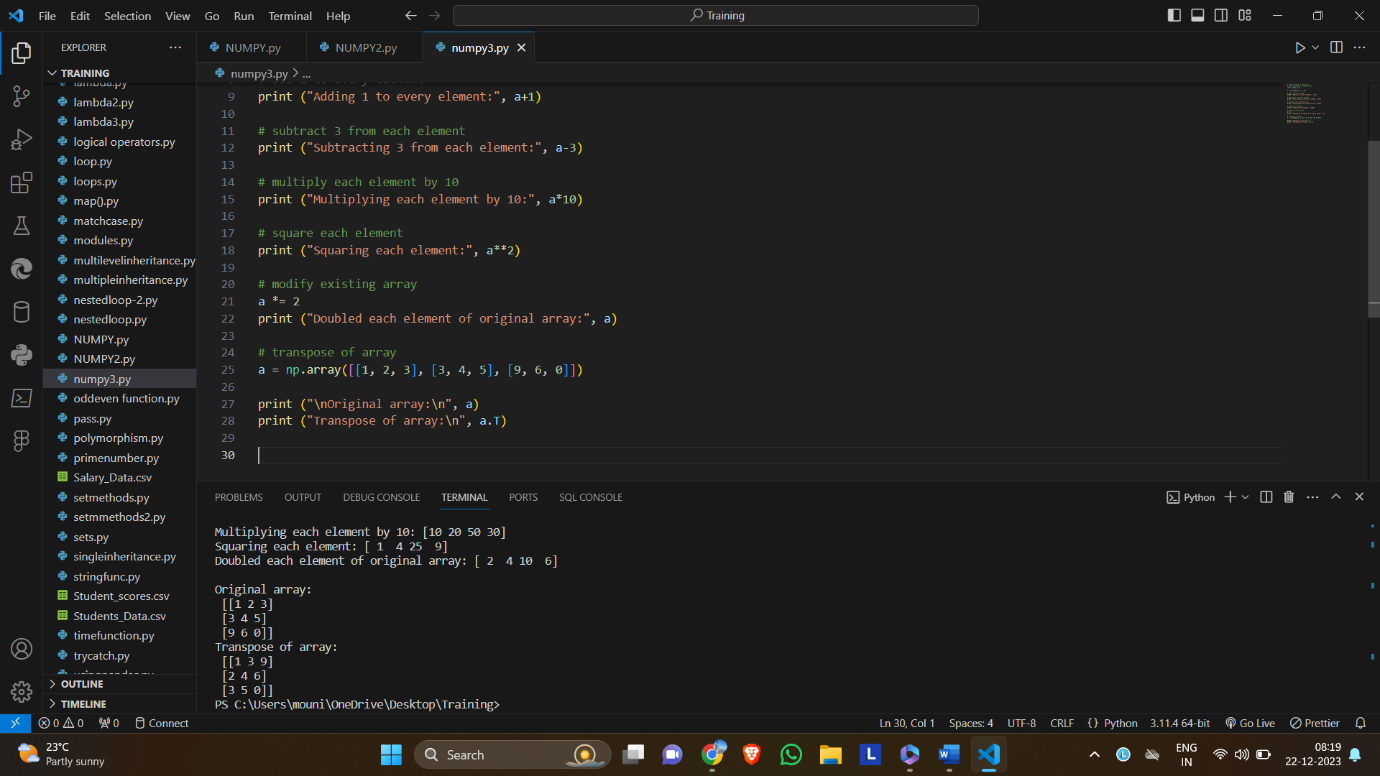 File Edit Selection View Go Run Terminal Help
Training
EXPLORER
TRAINING
lambda.py
lambda2.py
lambda3.py
logical operators.py
loop.py
loops.py
map().py
matchcase.py
modules.py
multilevelinheritance.py
multipleinheritance.py
nestedloop-2.py
nestedloop.py
NUMPY.py
NUMPY2.py
numpy3.py
oddeven function.py
pass.py
polymorphism.py
primenumber.py
Salary_Data.csv
setmethods.py
setmmethods2.py
sets.py
singleinheritance.py
stringfunc.py
Student_scores.csv
Students_Data.csv
timefunction.py
trycatch.py
OUTLINE
TIMELINE
NUMPY.py NUMPY2.py numpy3.py
numpy3.py > ...
9 print ("Adding 1 to every element:", a+1)
10
11 # subtract 3 from each element
12 print ("Subtracting 3 from each element:", a-3)
13
14 # multiply each element by 10
15 print ("Multiplying each element by 10:", a*10)
16
17 # square each element
18 print ("Squaring each element:", a**2)
19
20 # modify existing array
21 a *= 2
22 print ("Doubled each element of original array:", a)
23
24 # transpose of array
25 a = np.array([[1, 2, 3], [3, 4, 5], [9, 6, 0]])
26
27 print ("\nOriginal array:\n", a)
28 print ("Transpose of array:\n", a.T)
29
30
PROBLEMS OUTPUT DEBUG CONSOLE TERMINAL PORTS SQL CONSOLE
Python
Multiplying each element by 10: [10 20 50 30]
Squaring each element: [ 1  4 25  9]
Doubled each element of original array: [ 2  4 10  6]
Original array:
[[1 2 3]
[3 4 5]
[9 6 0]]
Transpose of array:
[[1 3 9]
[2 4 6]
[3 5 0]]
PS C:\Users\mouni\OneDrive\Desktop\Training>
0 0 0 Connect
Ln 30, Col 1 Spaces: 4 UTF-8 CRLF {} Python 3.11.4 64-bit Go Live Prettier
23°C
Partly sunny
Search
L
ENG
IN
08:19
22-12-2023